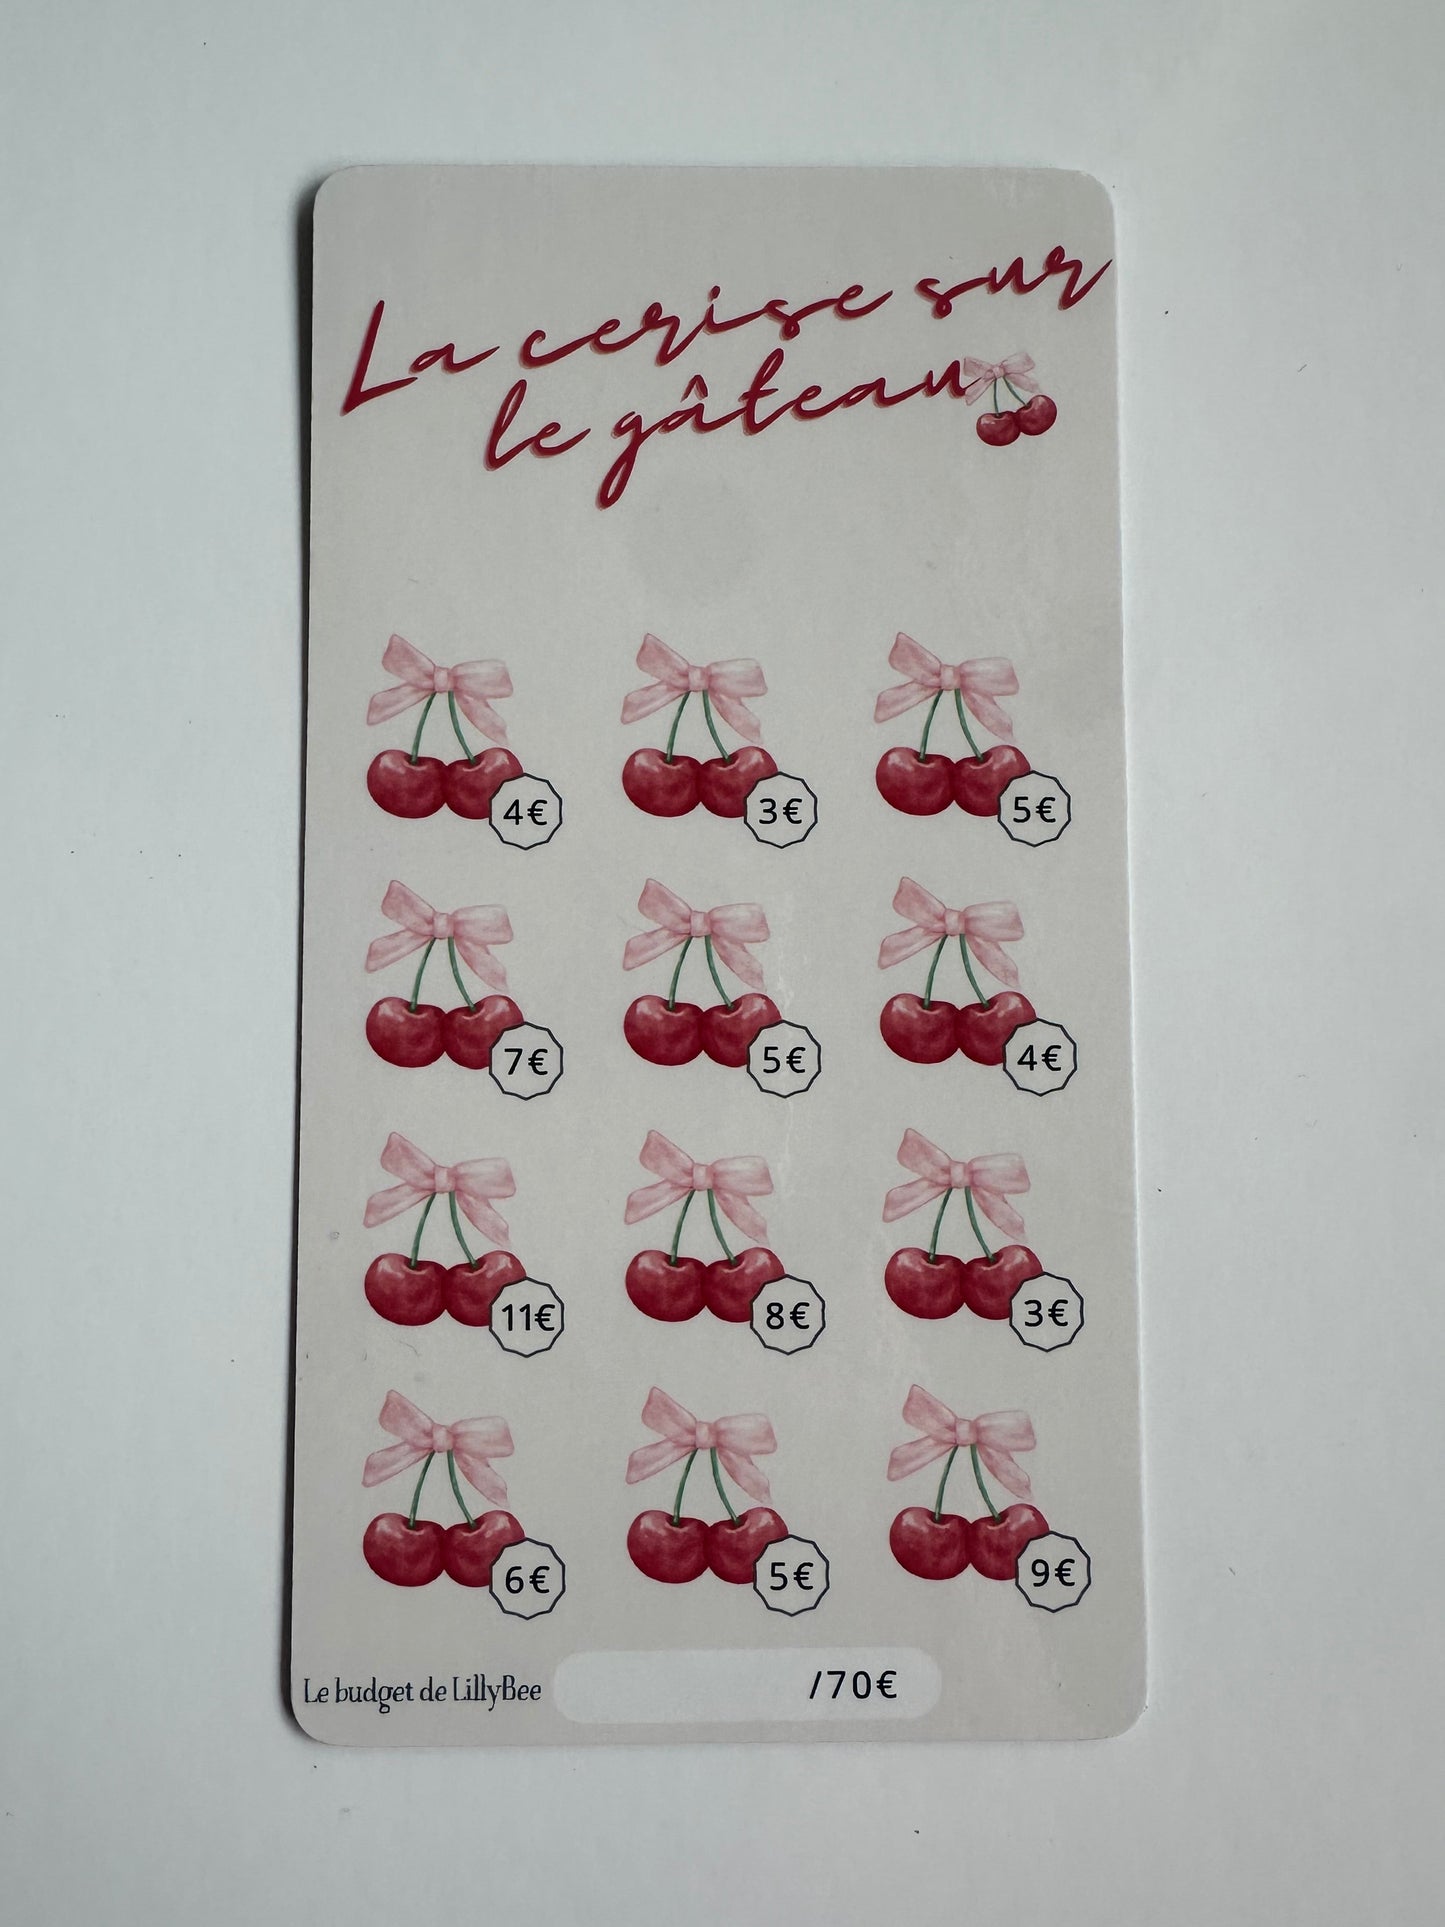 La cerise sur
le gâteau
4€ 3€ 5€
7€ 5€ 4€
11€ 8€ 3€
6€ 5€ 9€
Le budget de LillyBee /70€